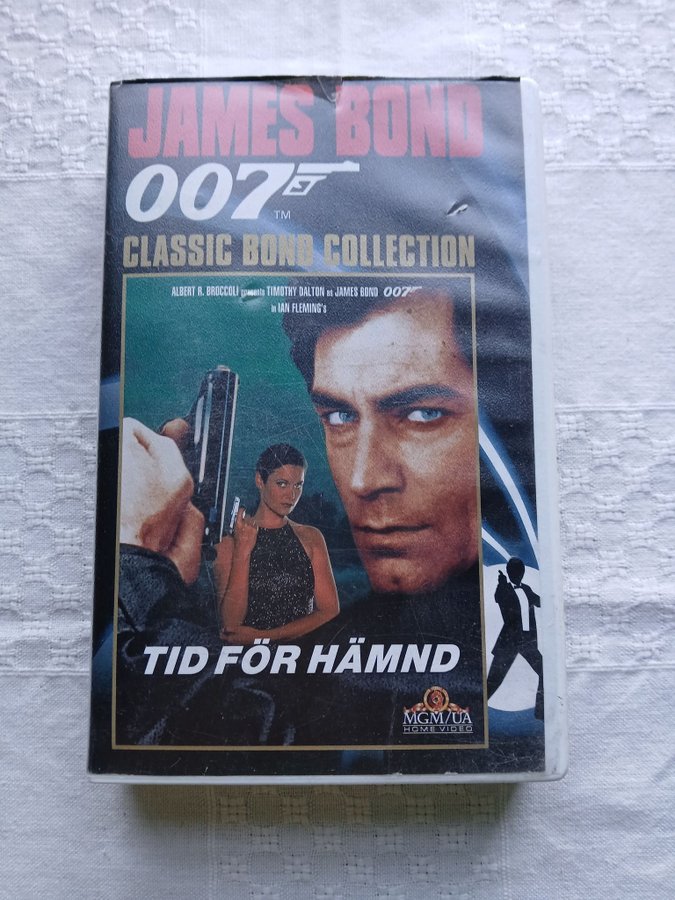 JAMES BOND
007 TM
CLASSIC BOND COLLECTION
ALBERT R. BROCCOLI presents TIMOTHY DALTON as JAMES BOND 007
in IAN FLEMING's
TID FÖR HÄMND
MGM/UA
HOME VIDEO